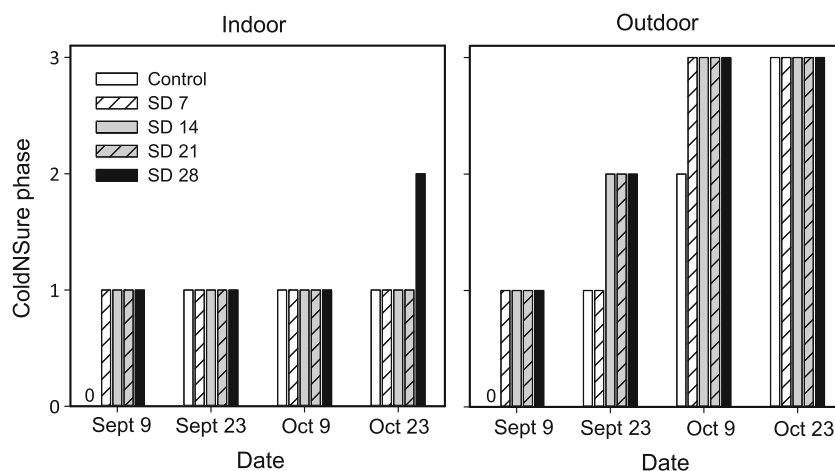 Indoor
Outdoor
ColdNSure phase
3
2
1
0
Control
SD 7
SD 14
SD 21
SD 28
0
0
Sept 9
Sept 23
Oct 9
Oct 23
Sept 9
Sept 23
Oct 9
Oct 23
Date
Date